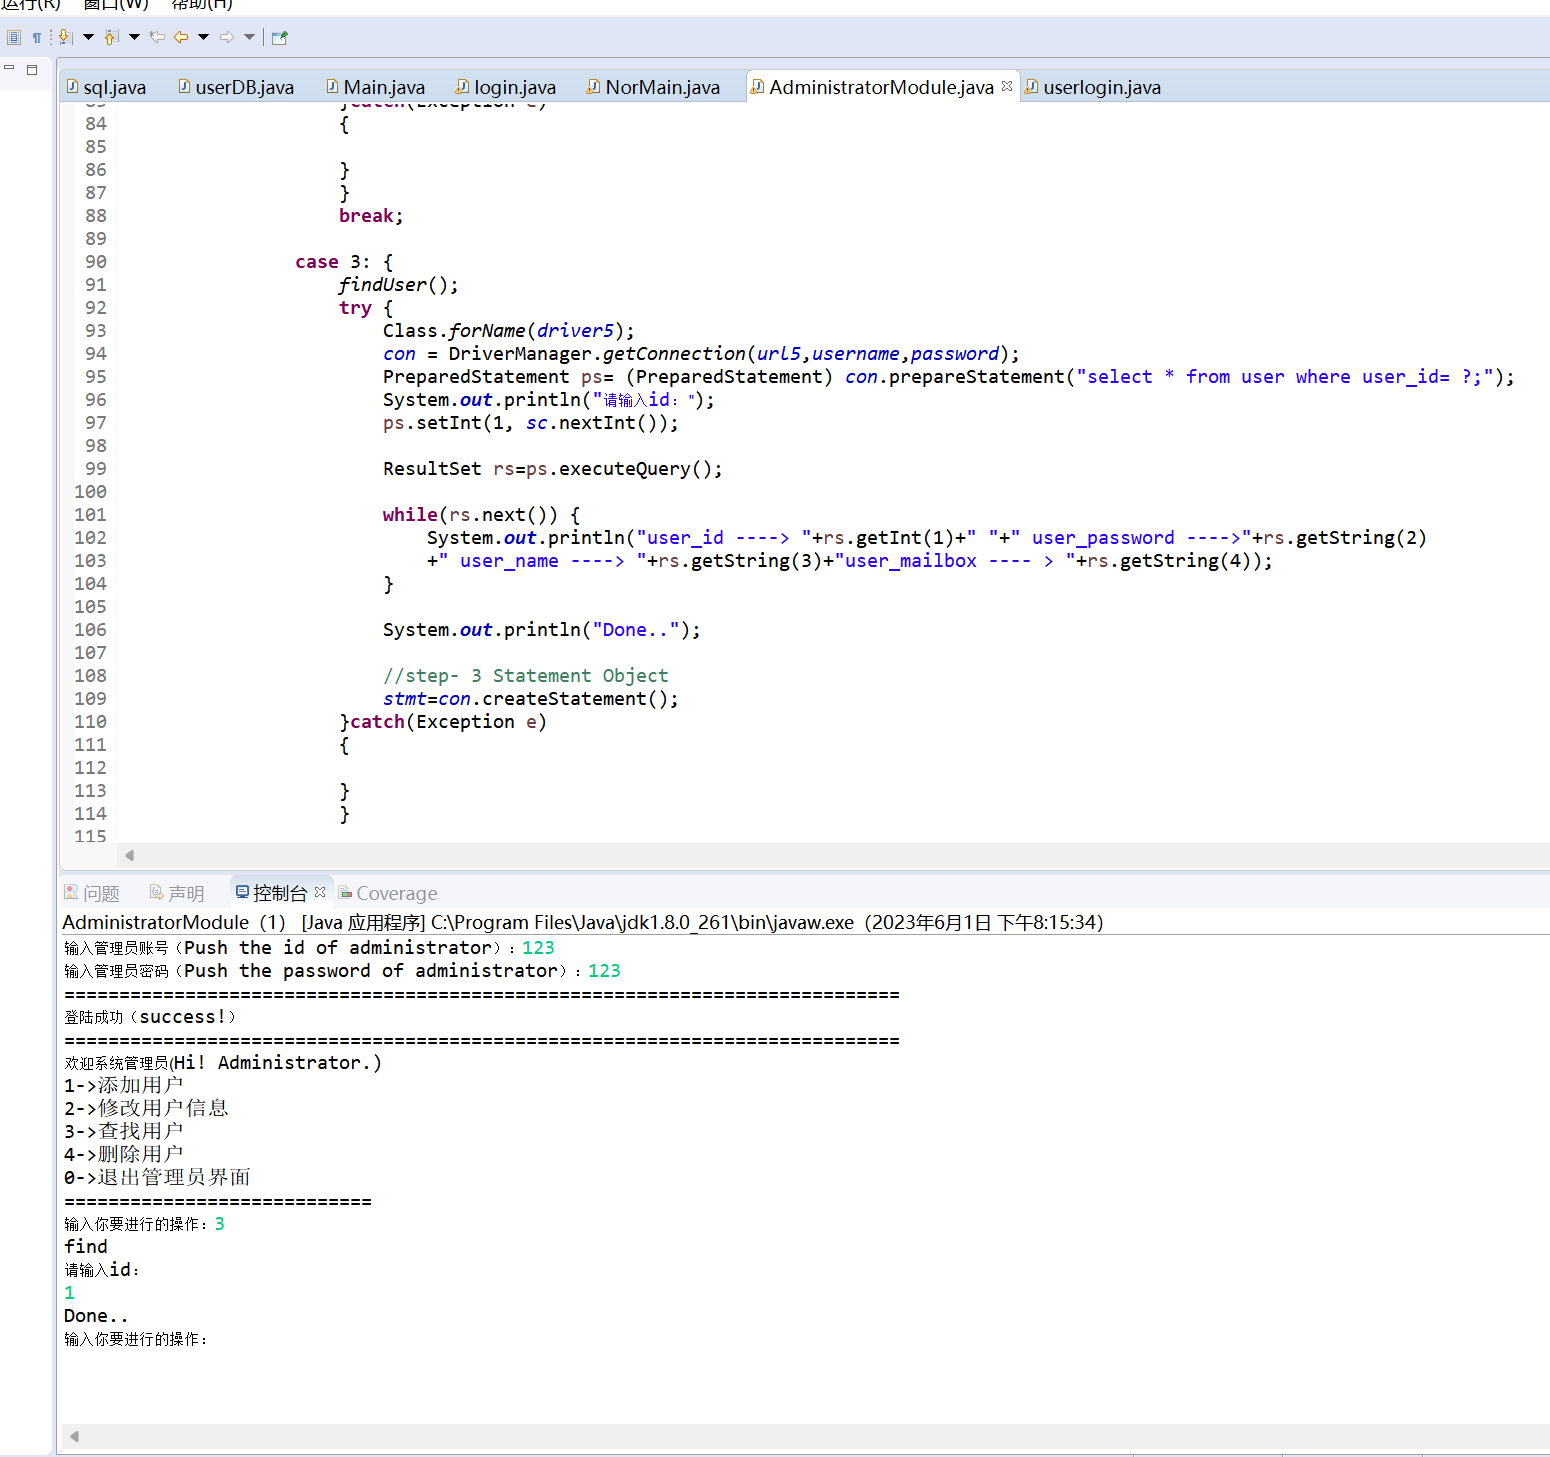 运行(R) 窗口(W) 帮助(H)
sql.java userDB.java Main.java login.java NorMain.java AdministratorModule.java userlogin.java
83 }catch(Exception e)
84 {
85
86 }
87 }
88 break;
89
90 case 3: {
91 findUser();
92 try {
93 Class.forName(driver5);
94 con = DriverManager.getConnection(url5,username,password);
95 PreparedStatement ps= (PreparedStatement) con.prepareStatement("select * from user where user_id= ?;");
96 System.out.println("请输入id：");
97 ps.setInt(1, sc.nextInt());
98
99 ResultSet rs=ps.executeQuery();
100
101 while(rs.next()) {
102 System.out.println("user_id ----> "+rs.getInt(1)+" "+" user_password ---->"+rs.getString(2)
103 +" user_name ----> "+rs.getString(3)+"user_mailbox ---- > "+rs.getString(4));
104 }
105
106 System.out.println("Done..");
107
108 //step- 3 Statement Object
109 stmt=con.createStatement();
110 }catch(Exception e)
111 {
112
113 }
114 }
115
问题 声明 控制台 Coverage
AdministratorModule（1） [Java 应用程序] C:\Program Files\Java\jdk1.8.0_261\bin\javaw.exe（2023年6月1日 下午8:15:34）
输入管理员账号（Push the id of administrator）：123
输入管理员密码（Push the password of administrator）：123
============================================================================
登陆成功（success!）
============================================================================
欢迎系统管理员(Hi! Administrator.)
1->添加用户
2->修改用户信息
3->查找用户
4->删除用户
0->退出管理员界面
============================
输入你要进行的操作：3
find
请输入id：
1
Done..
输入你要进行的操作：